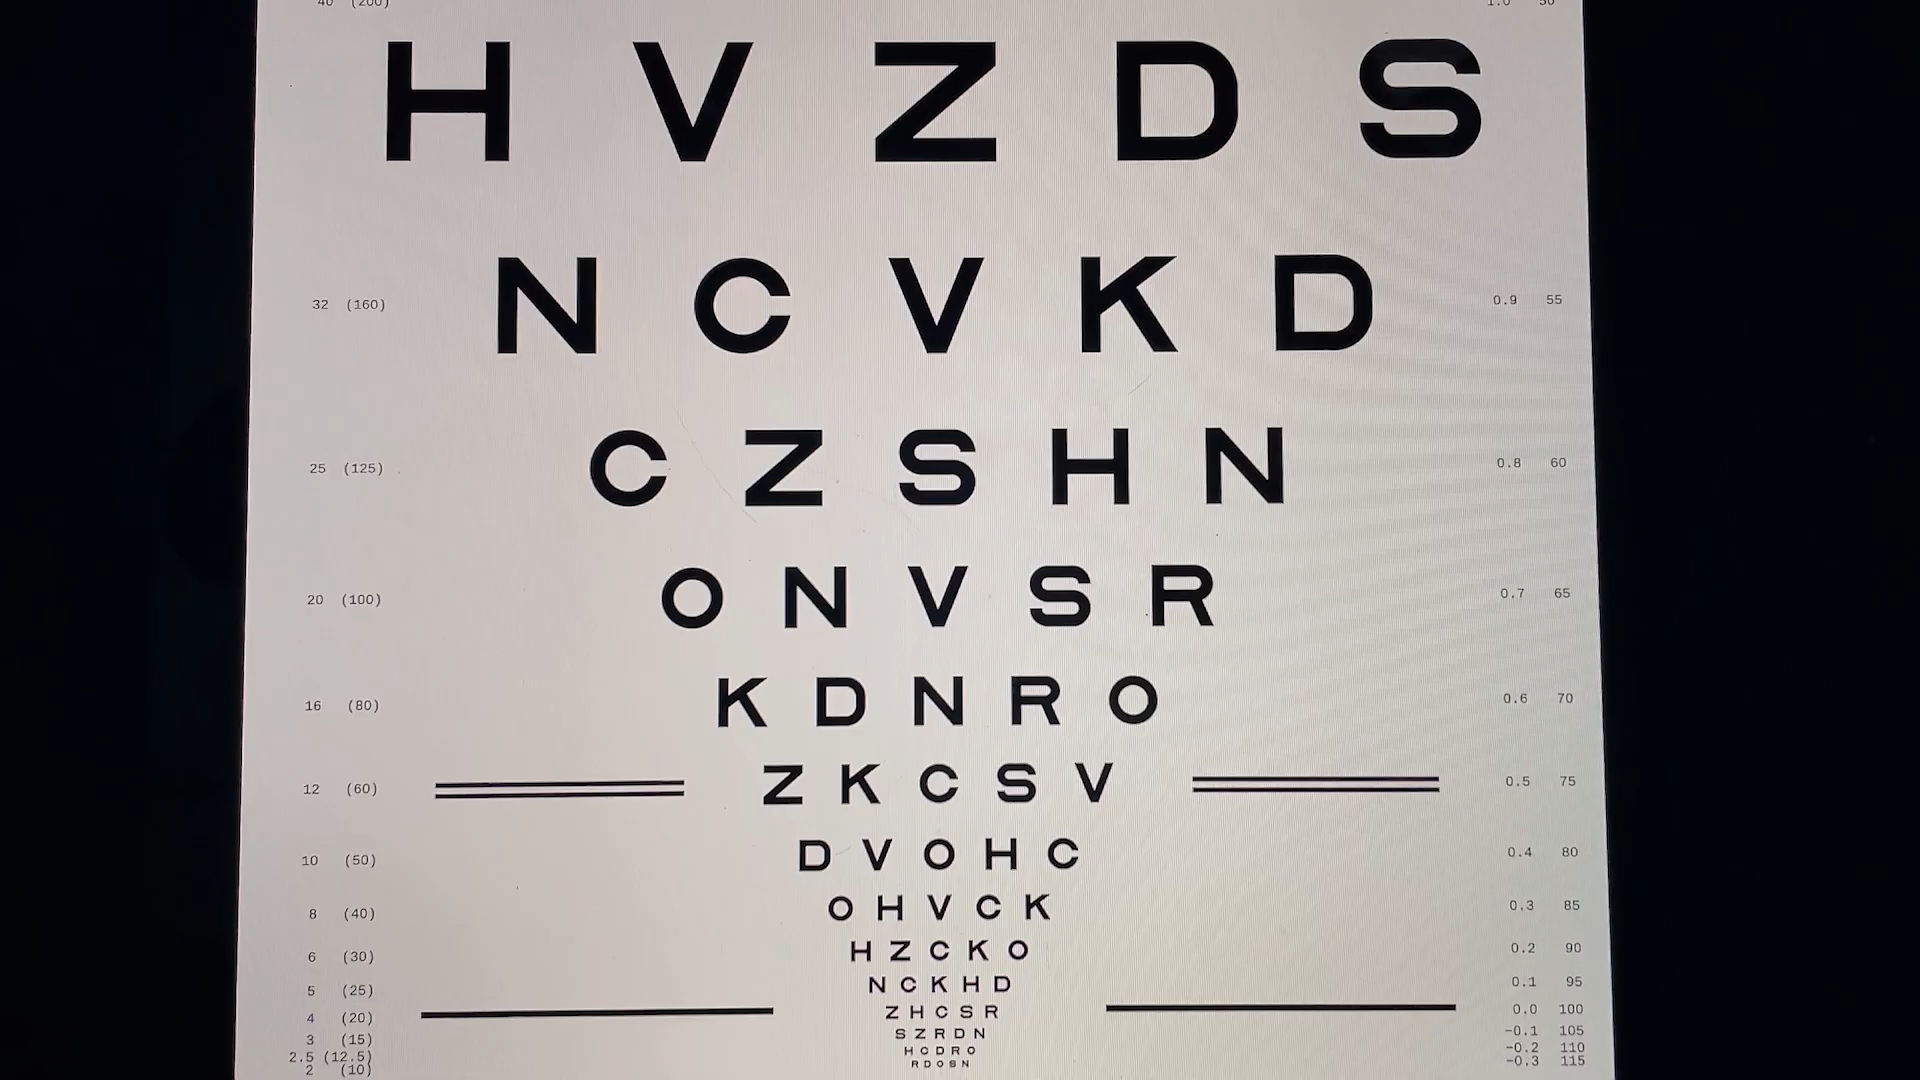 40 (200) 1.0 50
H V Z D S
32 (160) N C V K D 0.9 55
25 (125) C Z S H N 0.8 60
20 (100) O N V S R 0.7 65
16 (80) K D N R O 0.6 70
12 (60) Z K C S V 0.5 75
10 (50) D V O H C 0.4 80
8 (40) O H V C K 0.3 85
6 (30) H Z C K O 0.2 90
5 (25) N C K H D 0.1 95
4 (20) Z H C S R 0.0 100
3 (15) S Z R D N -0.1 105
2.5 (12.5) H C D R O -0.2 110
2 (10) R D O S N -0.3 115